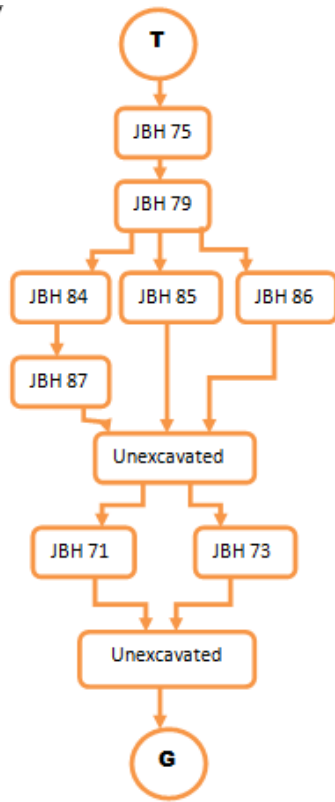 T
JBH 75
JBH 79
JBH 84
JBH 85
JBH 86
JBH 87
Unexcavated
JBH 71
JBH 73
Unexcavated
G